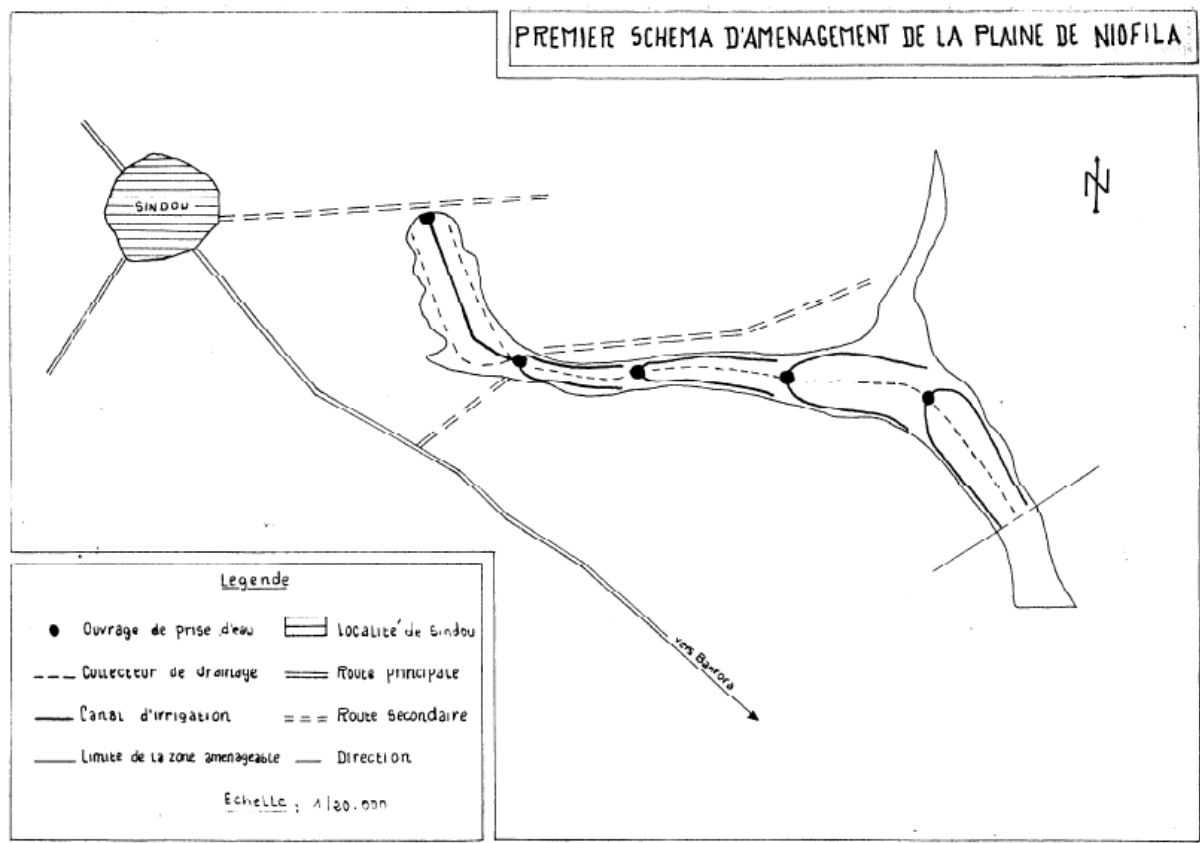 PREMIER SCHEMA D'AMENAGEMENT DE LA PLAINE DE NIOFILA
SINDOU
N
vers Banfora
Legende
Ouvrage de prise d'eau
Localité de Sindou
Collecteur de drainage
Route principale
Canal d'irrigation
Route secondaire
Limite de la zone amenageable
Direction
Echelle : 1/20.000